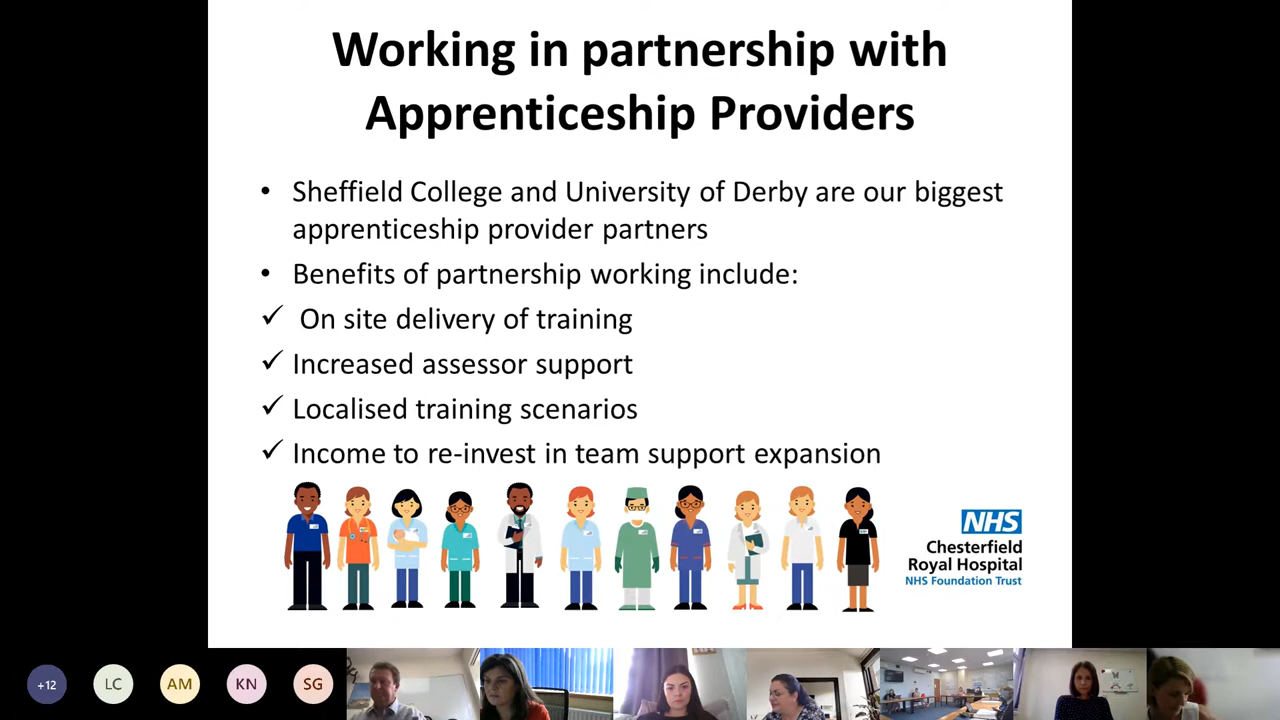 Working in partnership with
Apprenticeship Providers
• Sheffield College and University of Derby are our biggest
apprenticeship provider partners
• Benefits of partnership working include:
✓ On site delivery of training
✓ Increased assessor support
✓ Localised training scenarios
✓ Income to re-invest in team support expansion
NHS
Chesterfield
Royal Hospital
NHS Foundation Trust
+12
LC
AM
KN
SG